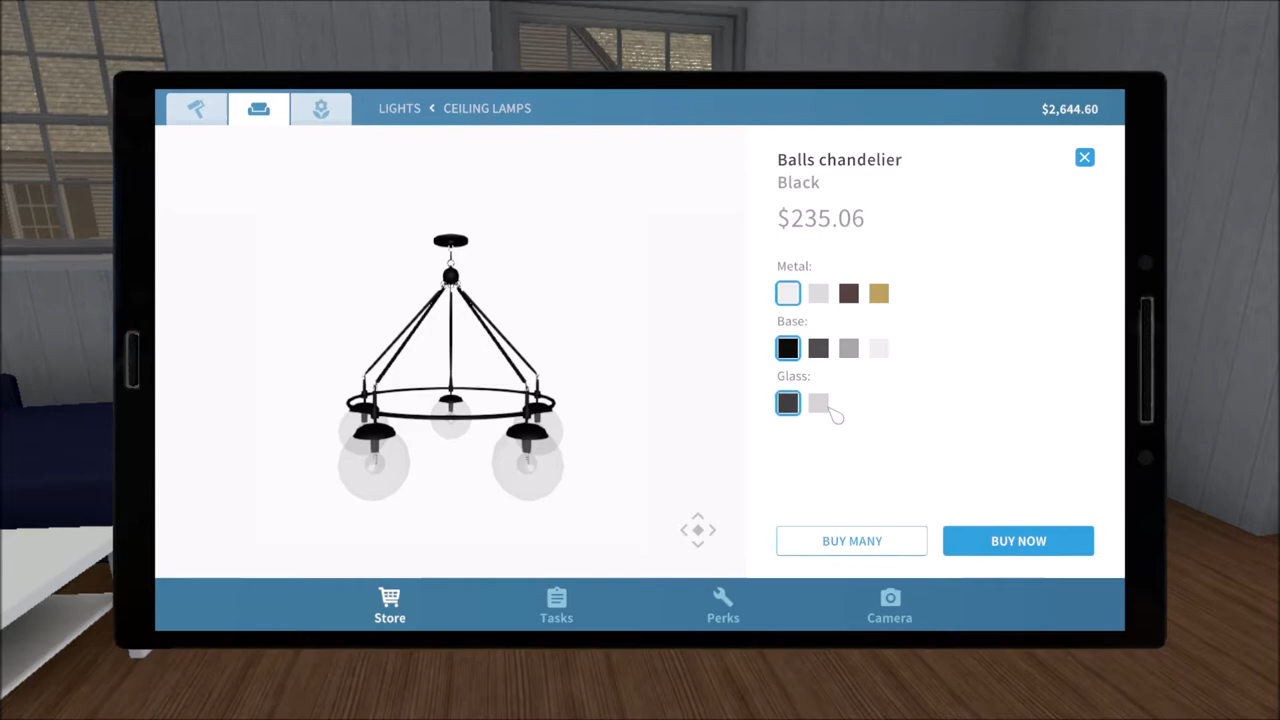 LIGHTS < CEILING LAMPS
$2,644.60
Balls chandelier
Black
$235.06
Metal:
Base:
Glass:
BUY MANY
BUY NOW
Store
Tasks
Perks
Camera